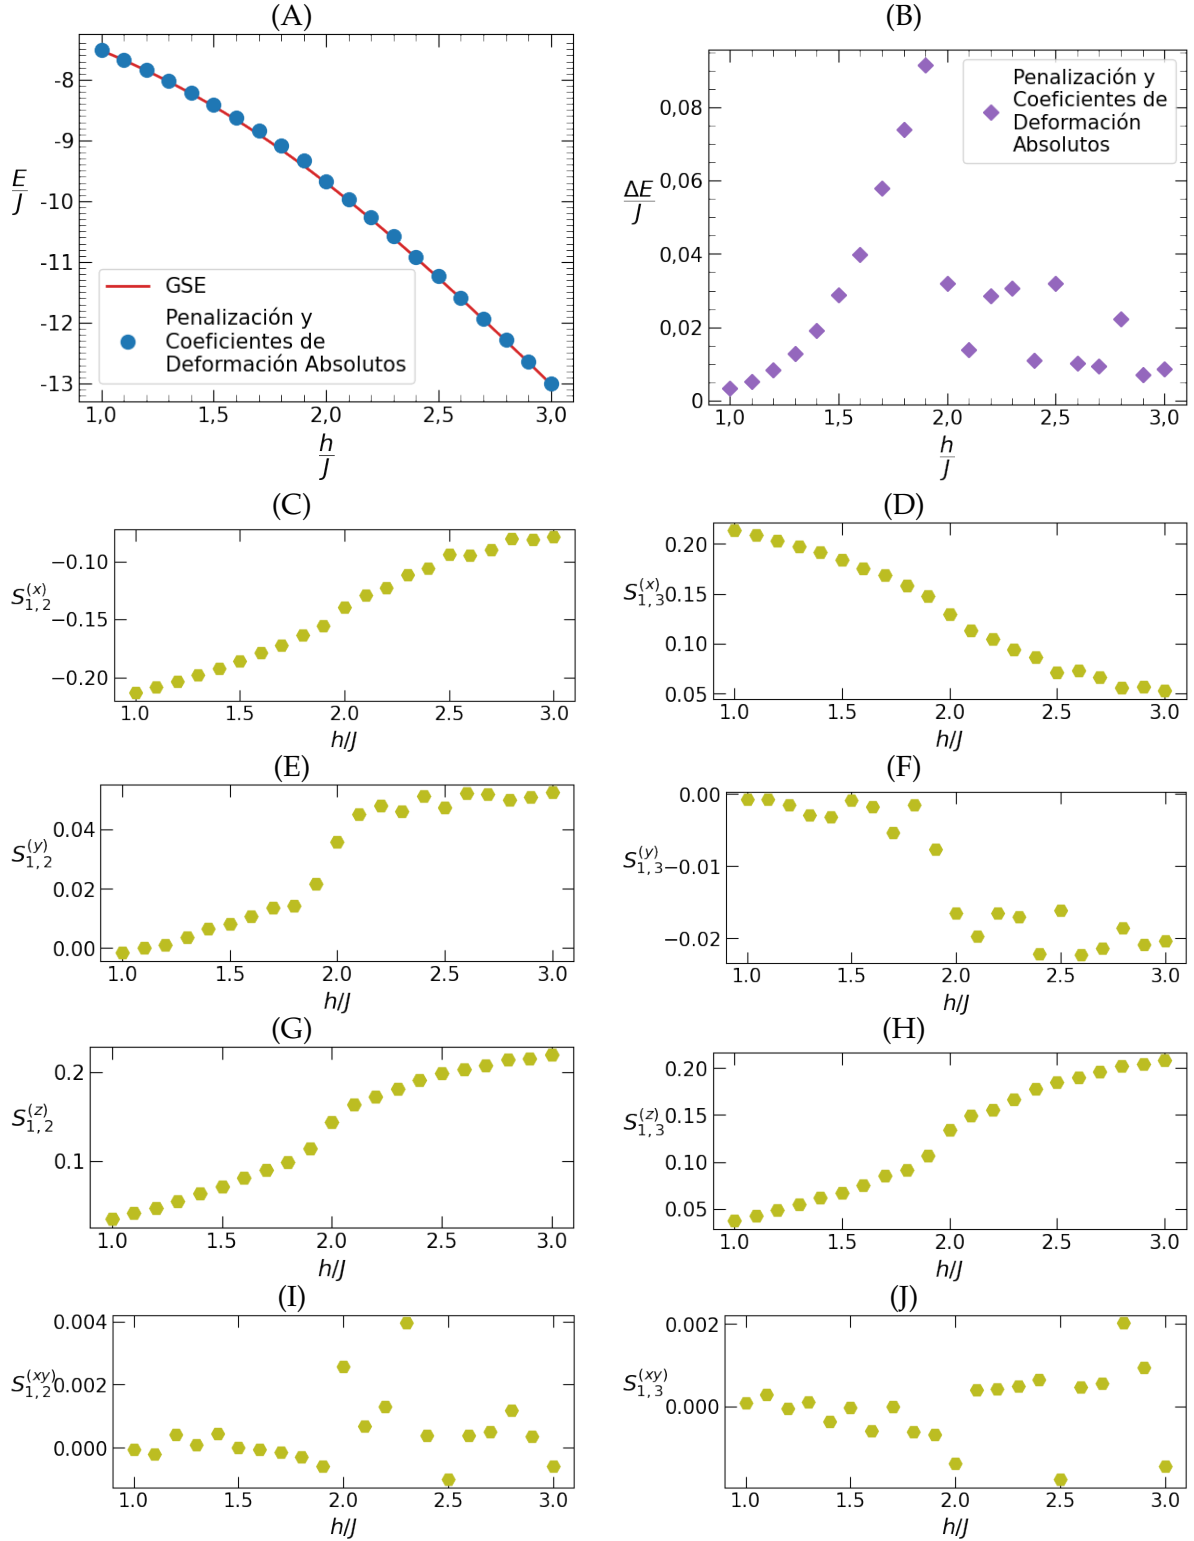 (A)
-8
-9
-10
-11
-12
-13
E
J
GSE
Penalización y
Coeficientes de
Deformación Absolutos
1,0 1,5 2,0 2,5 3,0
h
J
(B)
0,08
0,06
0,04
0,02
0
ΔE
J
Penalización y
Coeficientes de
Deformación
Absolutos
1,0 1,5 2,0 2,5 3,0
h
J
(C)
−0.10
−0.15
−0.20
S_{1,2}^{(x)}
1.0 1.5 2.0 2.5 3.0
h/J
(D)
0.20
0.15
0.10
0.05
S_{1,3}^{(x)}
1.0 1.5 2.0 2.5 3.0
h/J
(E)
0.04
0.02
0.00
S_{1,2}^{(y)}
1.0 1.5 2.0 2.5 3.0
h/J
(F)
0.00
−0.01
−0.02
S_{1,3}^{(y)}
1.0 1.5 2.0 2.5 3.0
h/J
(G)
0.2
0.1
S_{1,2}^{(z)}
1.0 1.5 2.0 2.5 3.0
h/J
(H)
0.20
0.15
0.10
0.05
S_{1,3}^{(z)}
1.0 1.5 2.0 2.5 3.0
h/J
(I)
0.004
0.002
0.000
S_{1,2}^{(xy)}
1.0 1.5 2.0 2.5 3.0
h/J
(J)
0.002
0.000
S_{1,3}^{(xy)}
1.0 1.5 2.0 2.5 3.0
h/J